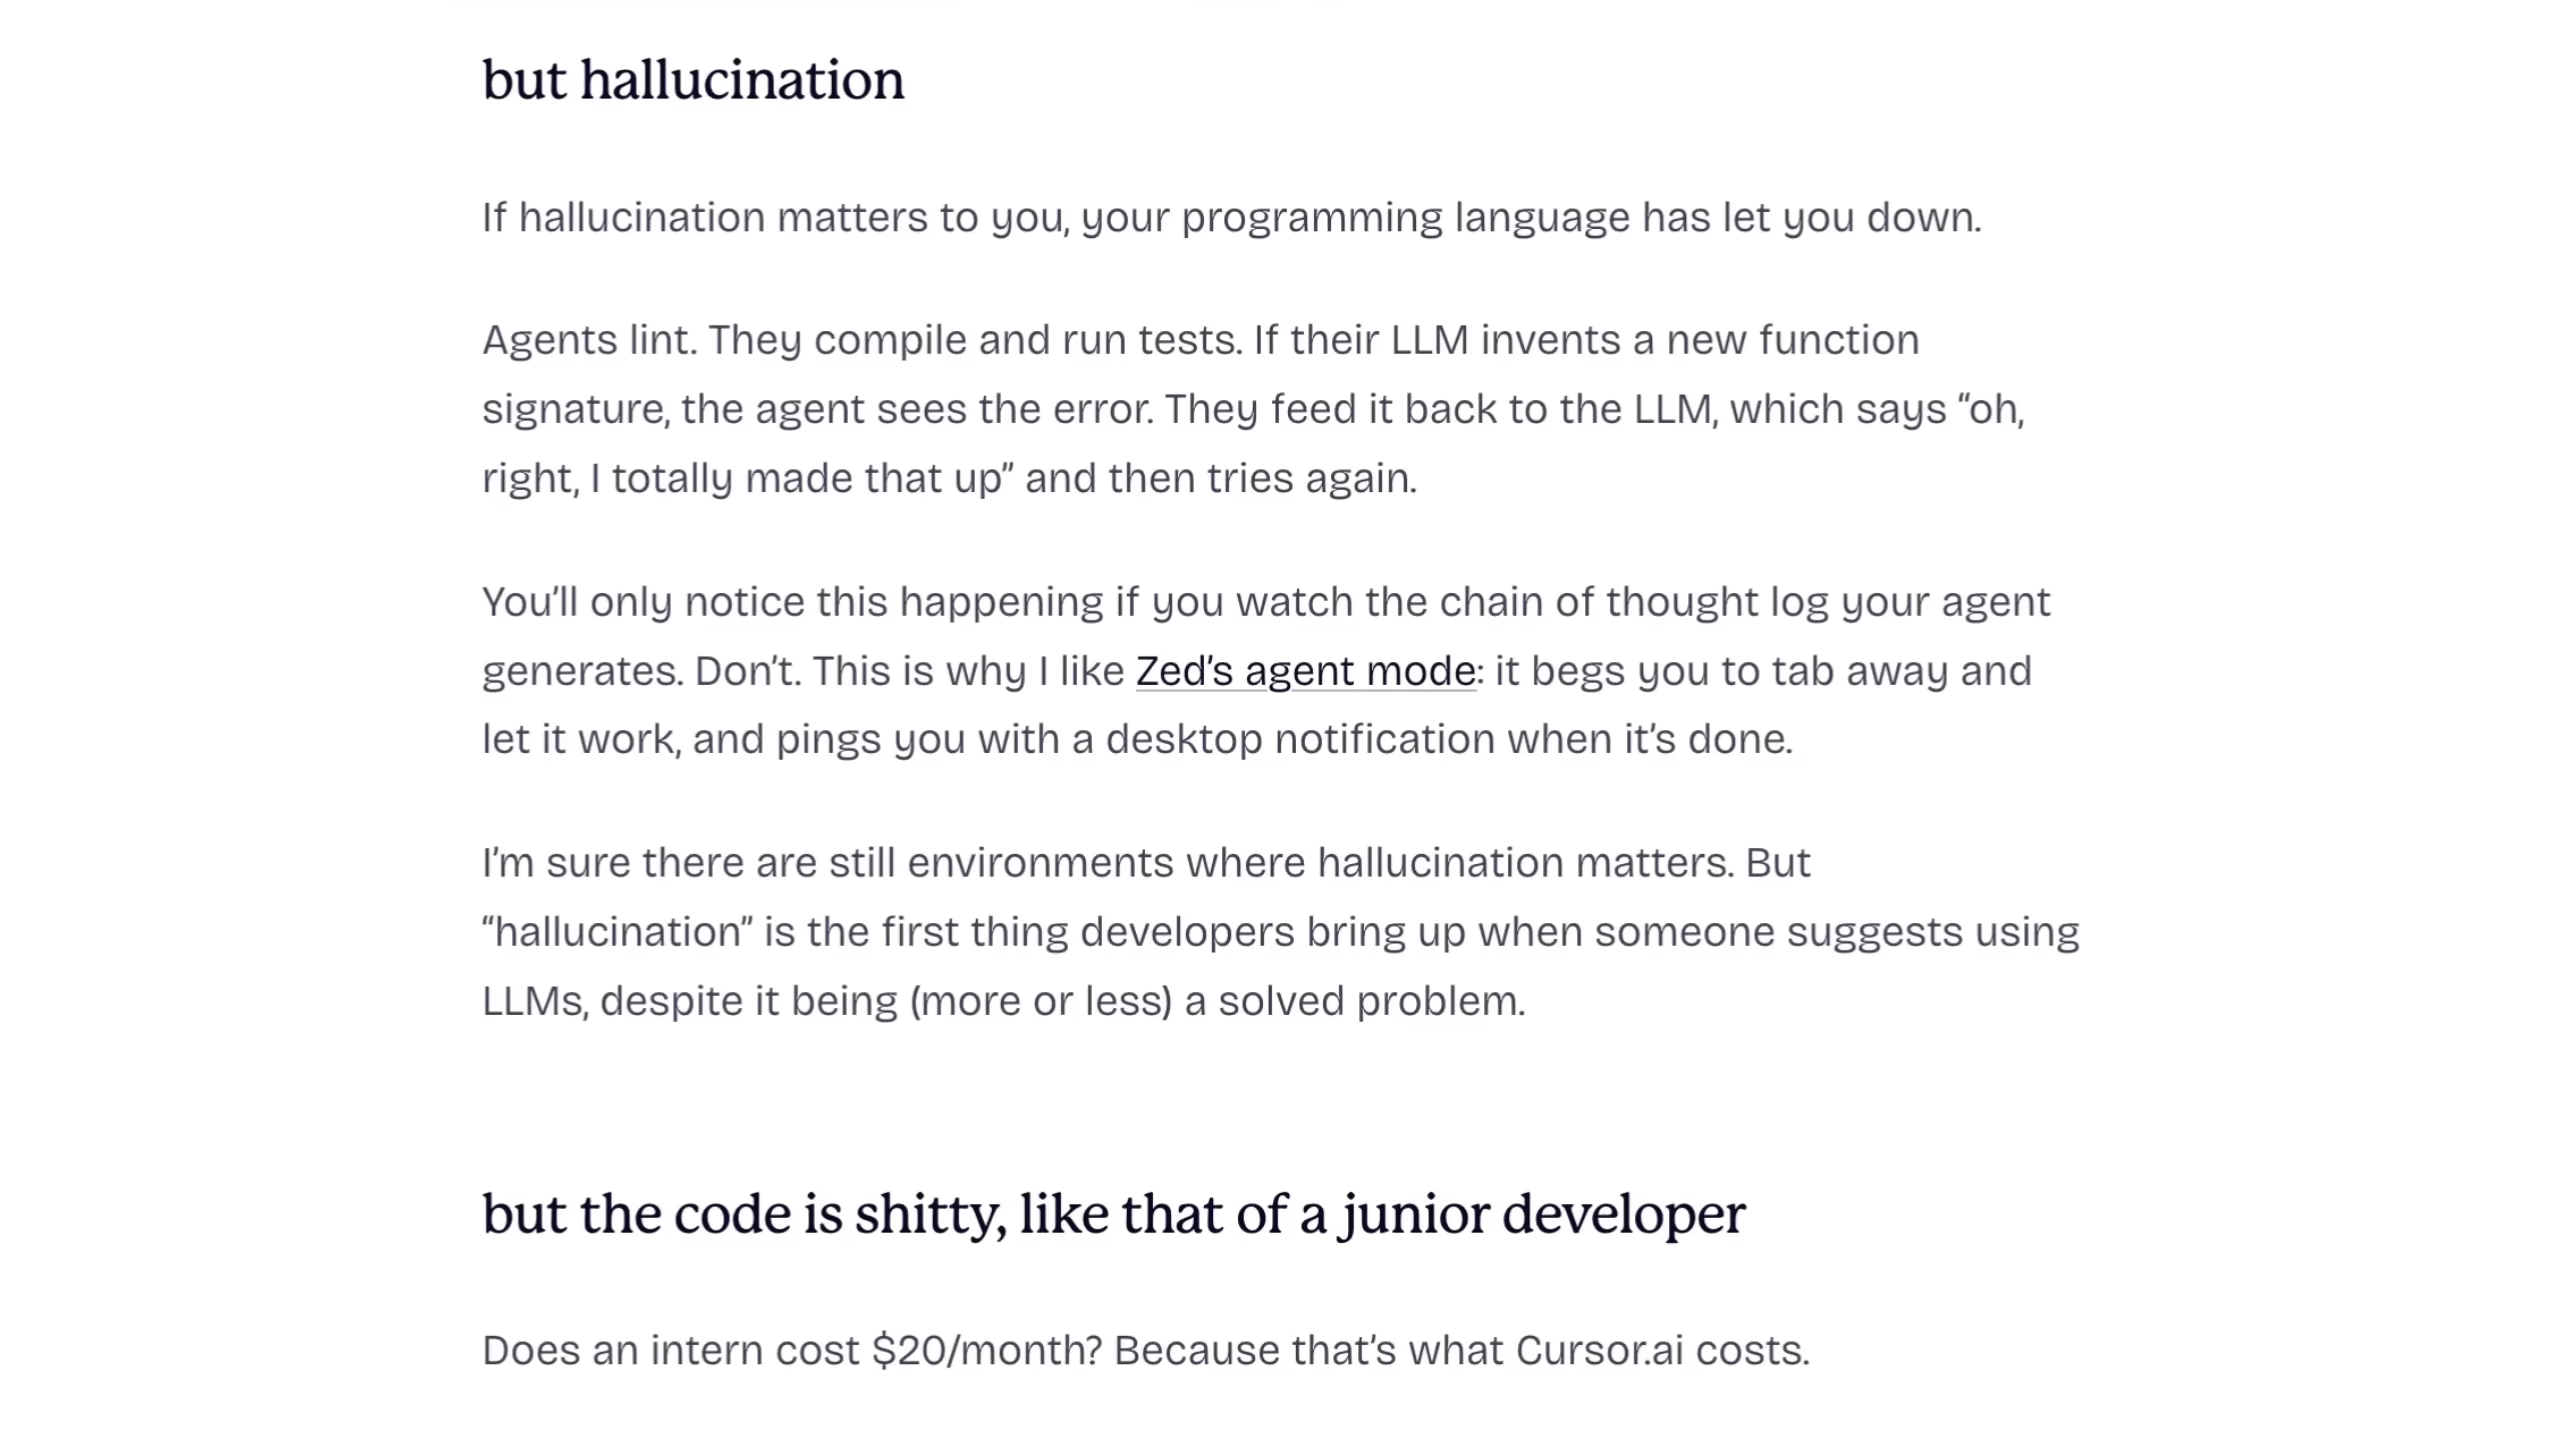 but hallucination
If hallucination matters to you, your programming language has let you down.
Agents lint. They compile and run tests. If their LLM invents a new function
signature, the agent sees the error. They feed it back to the LLM, which says “oh,
right, I totally made that up” and then tries again.
You’ll only notice this happening if you watch the chain of thought log your agent
generates. Don’t. This is why I like Zed’s agent mode: it begs you to tab away and
let it work, and pings you with a desktop notification when it’s done.
I’m sure there are still environments where hallucination matters. But
“hallucination” is the first thing developers bring up when someone suggests using
LLMs, despite it being (more or less) a solved problem.
but the code is shitty, like that of a junior developer
Does an intern cost $20/month? Because that’s what Cursor.ai costs.